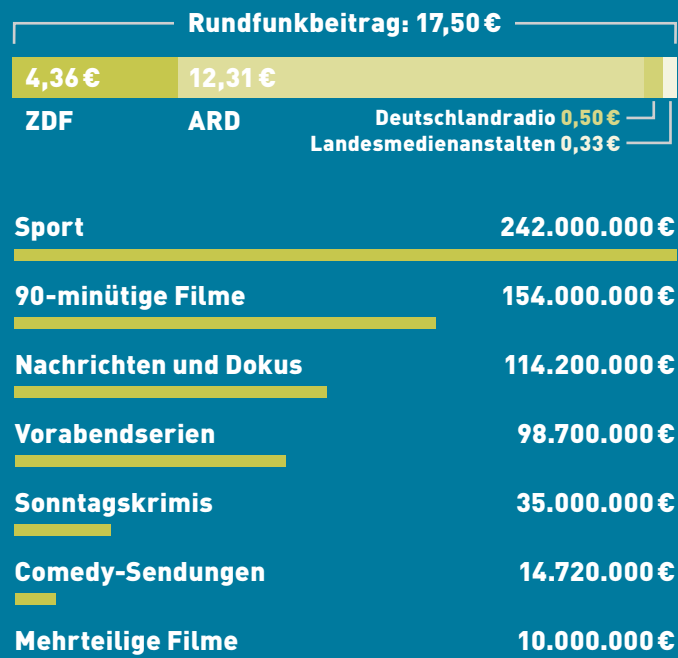 Rundfunkbeitrag: 17,50 €
4,36 € 12,31 €
ZDF ARD Deutschlandradio 0,50 €
Landesmedienanstalten 0,33 €
Sport 242.000.000 €
90-minütige Filme 154.000.000 €
Nachrichten und Dokus 114.200.000 €
Vorabendserien 98.700.000 €
Sonntagskrimis 35.000.000 €
Comedy-Sendungen 14.720.000 €
Mehrteilige Filme 10.000.000 €